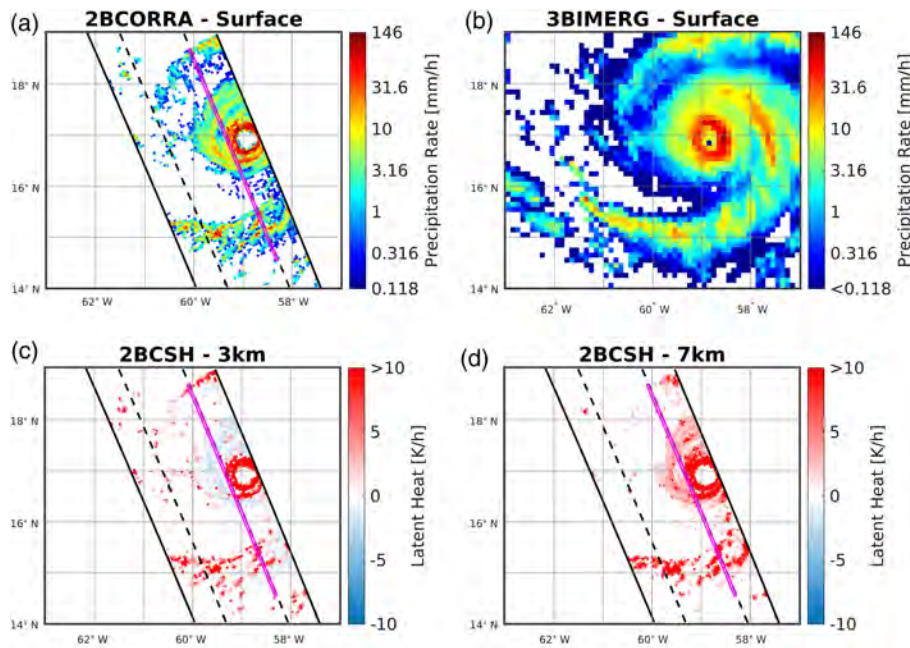 (a)
2BCORRA - Surface
146
31.6
10
3.16
1
0.316
0.118
Precipitation Rate [mm/h]
18° N
16° N
14° N
62° W
60° W
58° W
(b)
3BIMERG - Surface
146
31.6
10
3.16
1
0.316
<0.118
Precipitation Rate [mm/h]
18° N
16° N
14° N
62° W
60° W
58° W
(c)
2BCSH - 3km
>10
5
0
-5
-10
Latent Heat [K/h]
18° N
16° N
14° N
62° W
60° W
58° W
(d)
2BCSH - 7km
>10
5
0
-5
-10
Latent Heat [K/h]
18° N
16° N
14° N
62° W
60° W
58° W